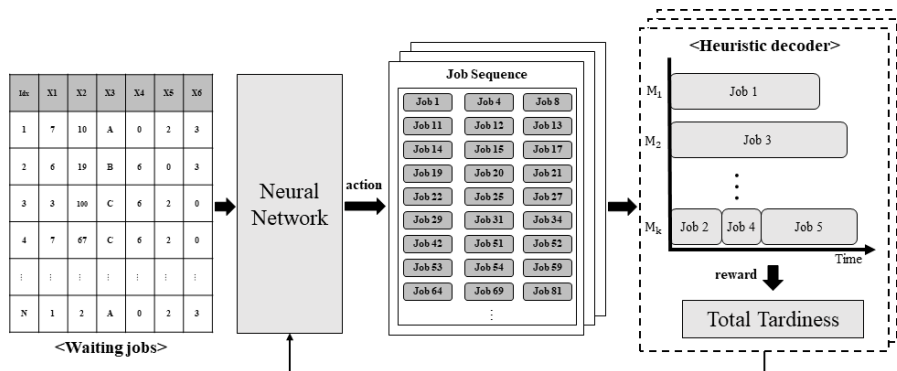 Idx X1 X2 X3 X4 X5 X6
1 7 10 A 0 2 3
2 6 19 B 6 0 3
3 3 100 C 6 2 0
4 7 67 C 6 2 0
⋮ ⋮ ⋮ ⋮ ⋮ ⋮ ⋮
N 1 2 A 0 2 3
<Waiting jobs>
Neural
Network
action
Job Sequence
Job 1 Job 4 Job 8
Job 11 Job 12 Job 13
Job 14 Job 15 Job 17
Job 19 Job 20 Job 21
Job 22 Job 25 Job 27
Job 29 Job 31 Job 34
Job 42 Job 51 Job 52
Job 53 Job 54 Job 59
Job 64 Job 69 Job 81
⋮
<Heuristic decoder>
M1 Job 1
M2 Job 3
⋮
Mk Job 2 Job 4 Job 5
Time
reward
Total Tardiness